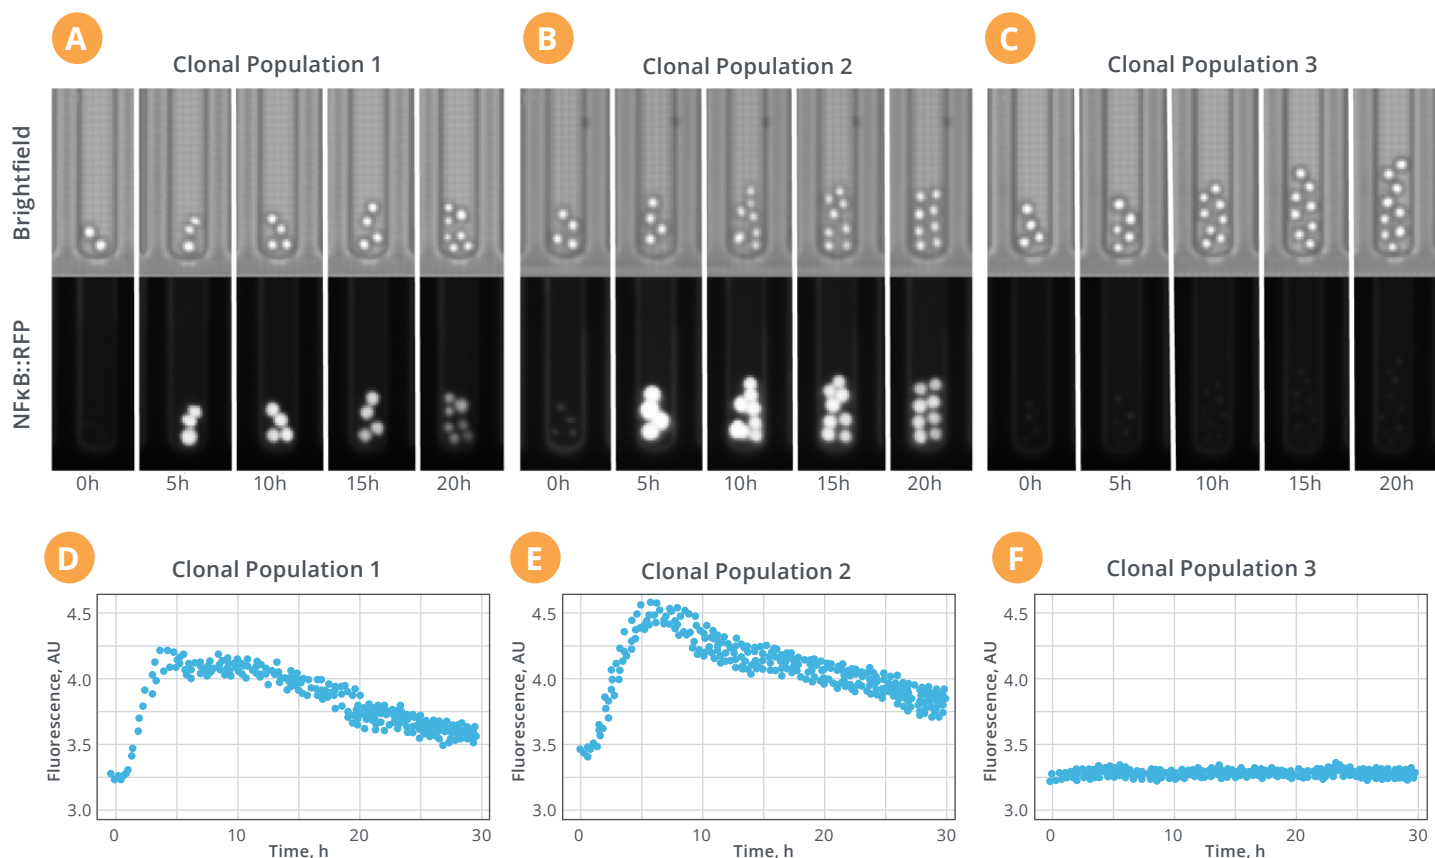 A
Clonal Population 1
B
Clonal Population 2
C
Clonal Population 3
Brightfield
NFκB::RFP
0h 5h 10h 15h 20h
0h 5h 10h 15h 20h
0h 5h 10h 15h 20h
D
Clonal Population 1
Fluorescence, AU
4.5
4.0
3.5
3.0
0 10 20 30
Time, h
E
Clonal Population 2
Fluorescence, AU
4.5
4.0
3.5
3.0
0 10 20 30
Time, h
F
Clonal Population 3
Fluorescence, AU
4.5
4.0
3.5
3.0
0 10 20 30
Time, h